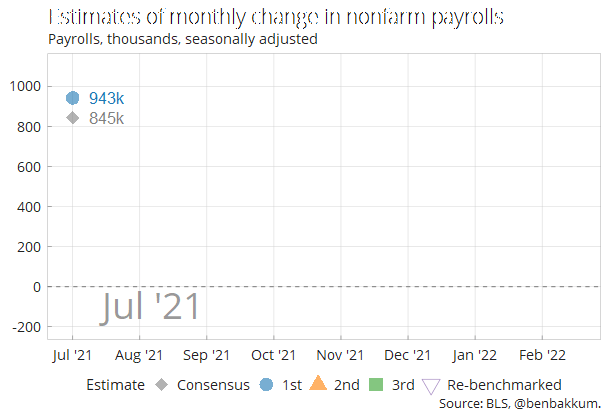 Estimates of monthly change in nonfarm payrolls
Payrolls, thousands, seasonally adjusted
1000
943k
845k
800
600
400
200
0
Jul '21
-200
Jul '21 Aug '21 Sep '21 Oct '21 Nov '21 Dec '21 Jan '22 Feb '22
Estimate Consensus 1st 2nd 3rd Re-benchmarked
Source: BLS, @benbakkum.